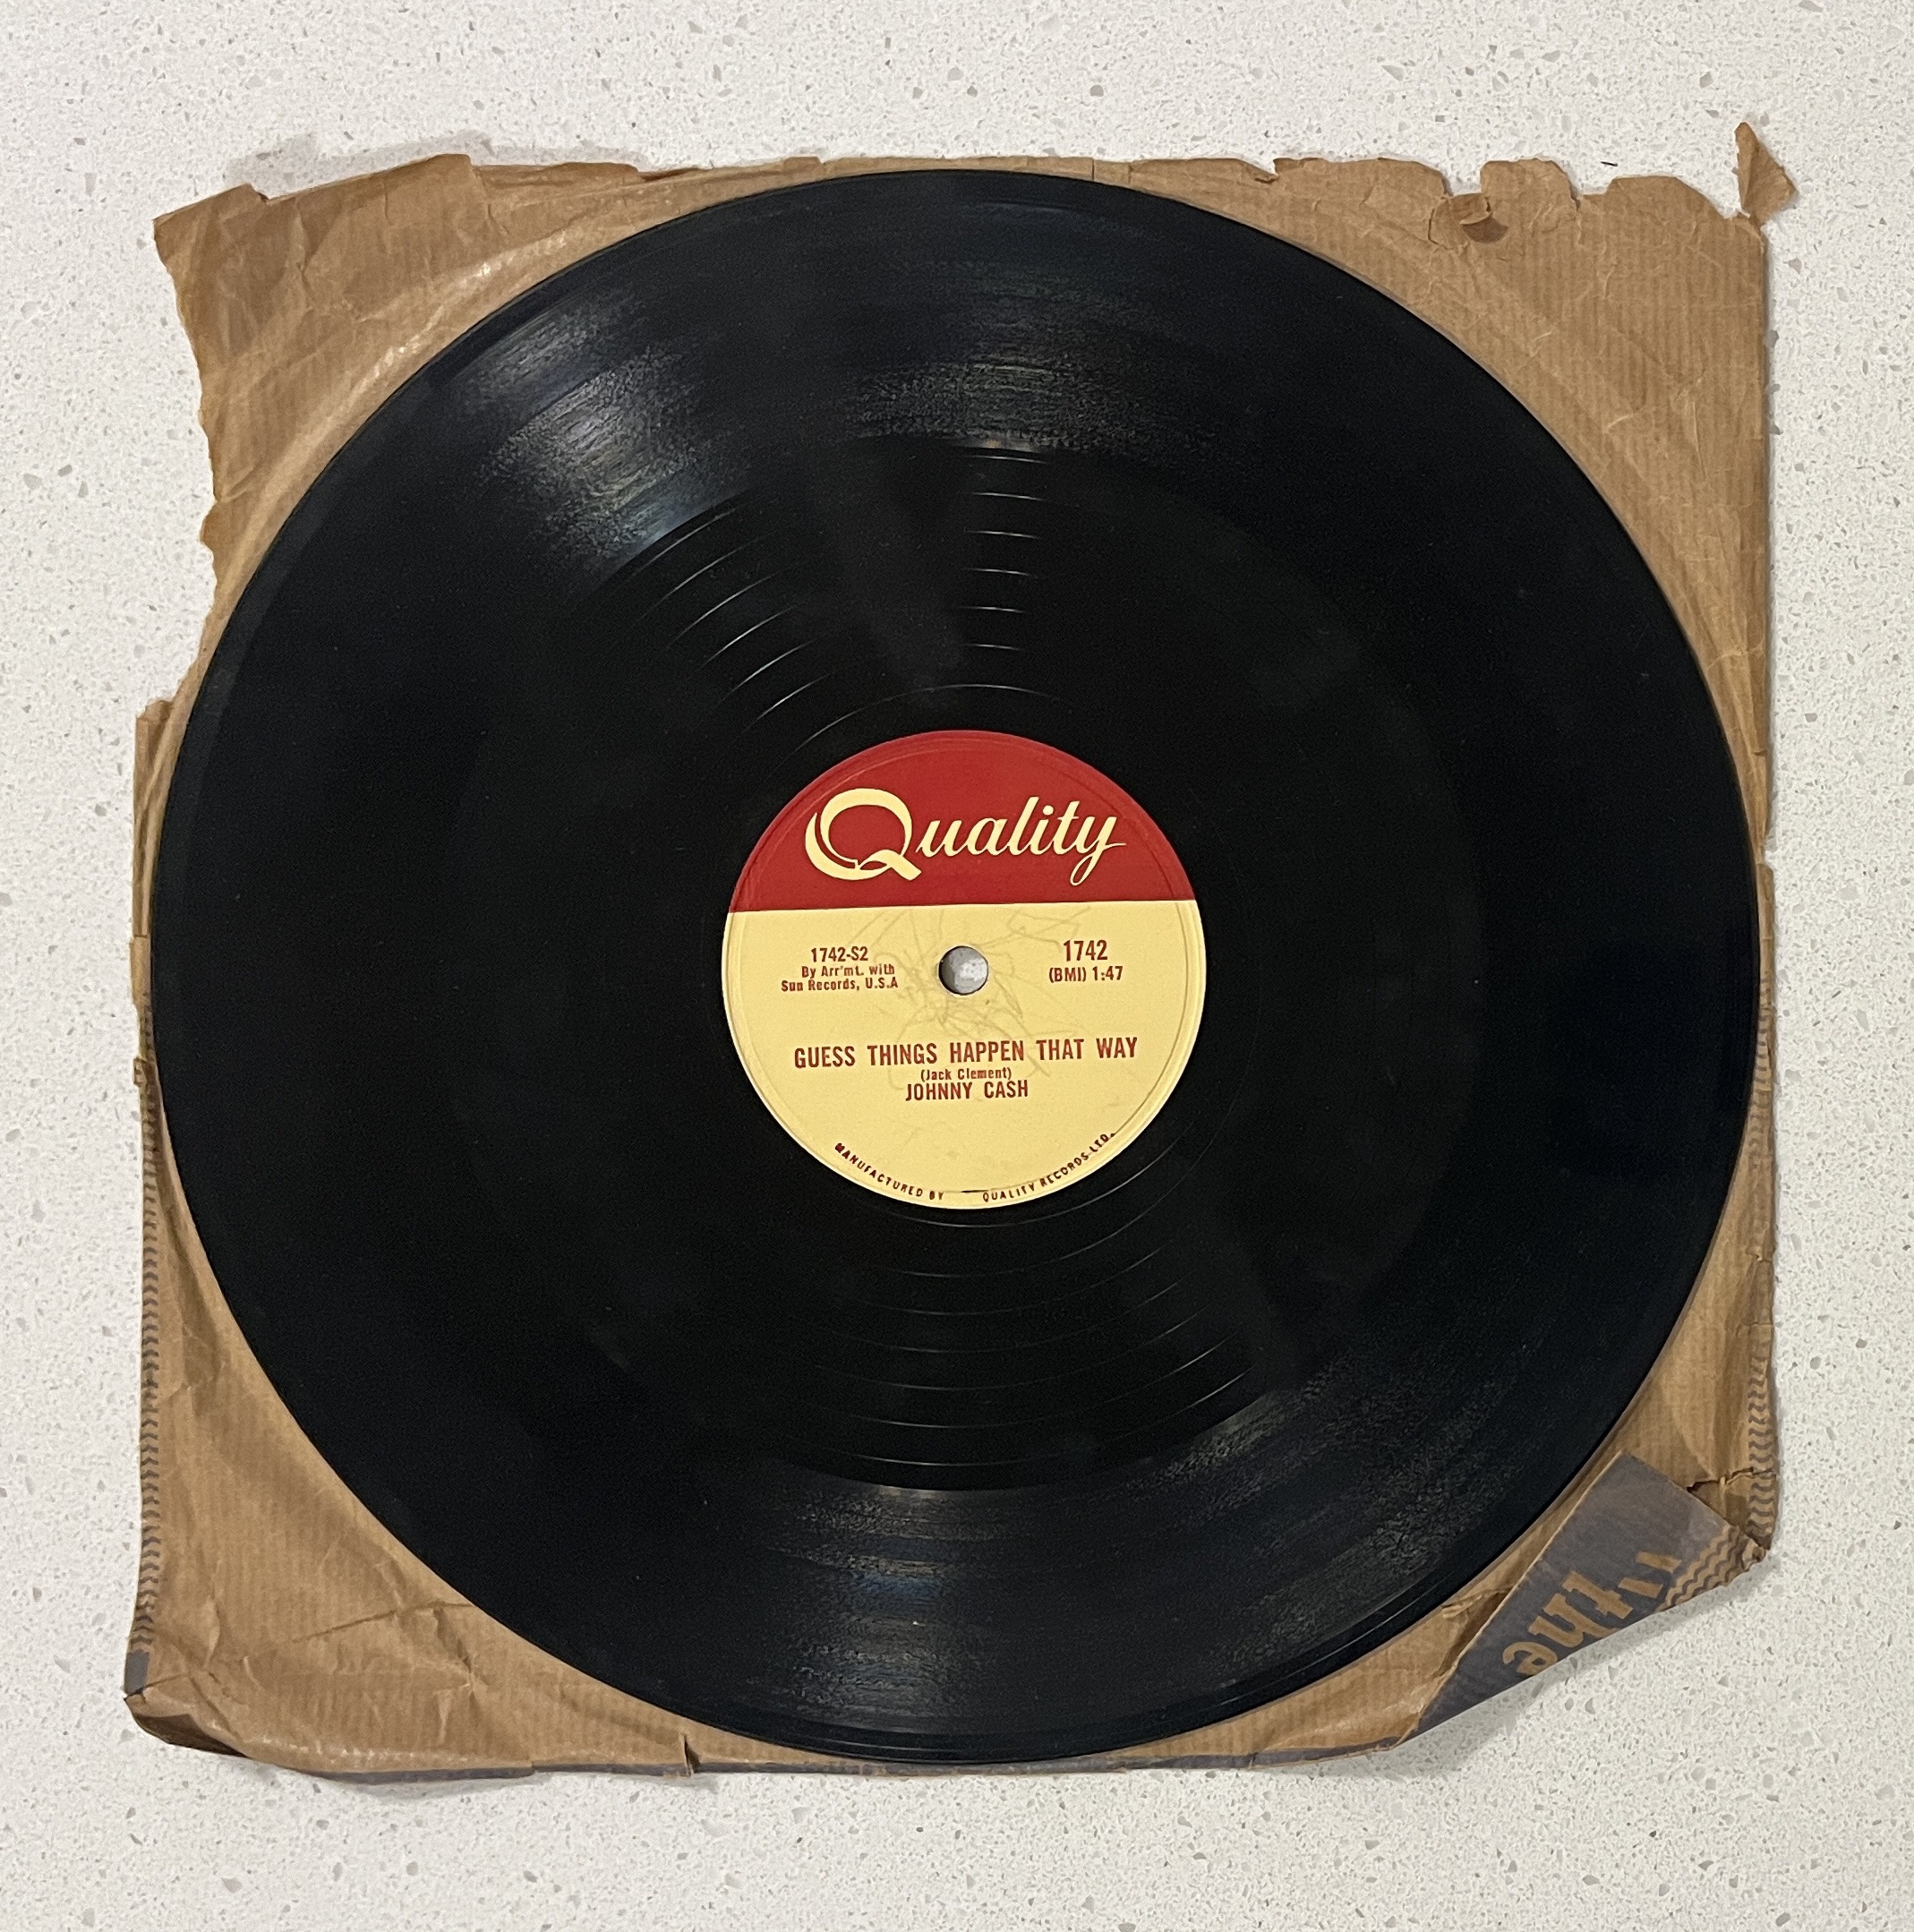 Quality
1742-S2
By Arr'mt. with
Sun Records, U.S.A
1742
(BMI) 1:47
GUESS THINGS HAPPEN THAT WAY
(Jack Clement)
JOHNNY CASH
MANUFACTURED BY QUALITY RECORDS LTD.
the